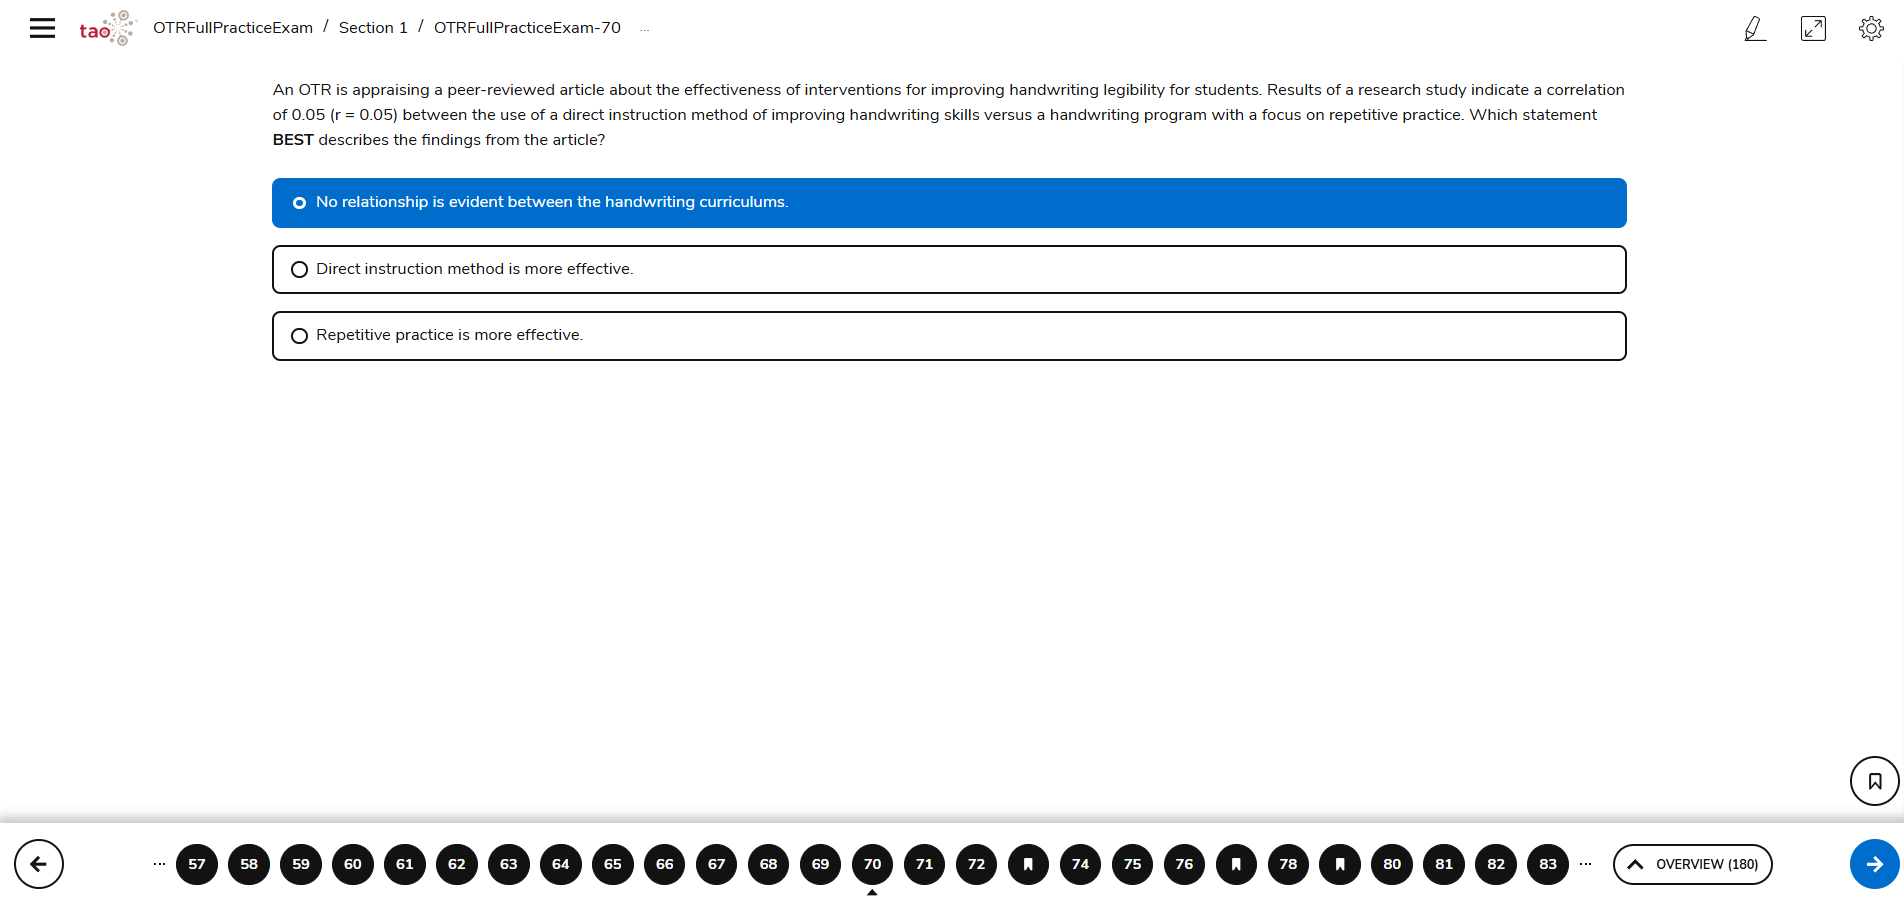 tao
OTRFullPracticeExam / Section 1 / OTRFullPracticeExam-70 ...
An OTR is appraising a peer-reviewed article about the effectiveness of interventions for improving handwriting legibility for students. Results of a research study indicate a correlation
of 0.05 (r = 0.05) between the use of a direct instruction method of improving handwriting skills versus a handwriting program with a focus on repetitive practice. Which statement
BEST describes the findings from the article?
No relationship is evident between the handwriting curriculums.
Direct instruction method is more effective.
Repetitive practice is more effective.
... 57 58 59 60 61 62 63 64 65 66 67 68 69 70 71 72 74 75 76 78 80 81 82 83 ... OVERVIEW (180)